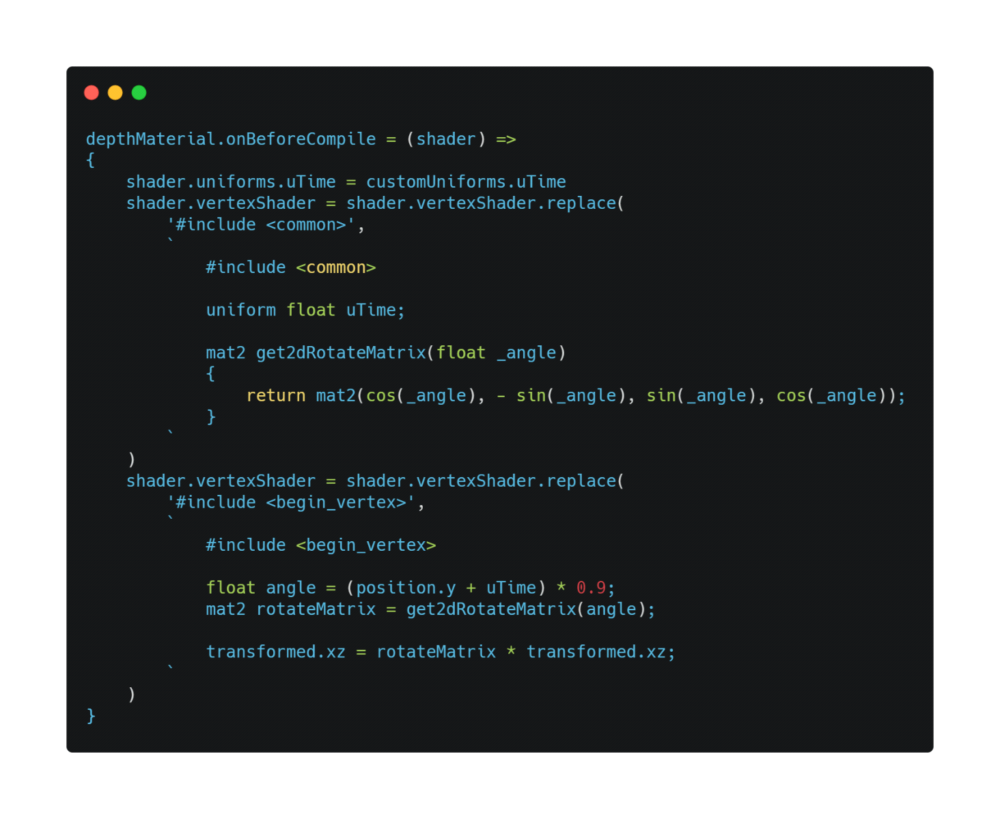 depthMaterial.onBeforeCompile = (shader) =>
{
    shader.uniforms.uTime = customUniforms.uTime
    shader.vertexShader = shader.vertexShader.replace(
        '#include <common>',
        `
            #include <common>

            uniform float uTime;

            mat2 get2dRotateMatrix(float _angle)
            {
                return mat2(cos(_angle), - sin(_angle), sin(_angle), cos(_angle));
            }
        `
    )
    shader.vertexShader = shader.vertexShader.replace(
        '#include <begin_vertex>',
        `
            #include <begin_vertex>

            float angle = (position.y + uTime) * 0.9;
            mat2 rotateMatrix = get2dRotateMatrix(angle);

            transformed.xz = rotateMatrix * transformed.xz;
        `
    )
}